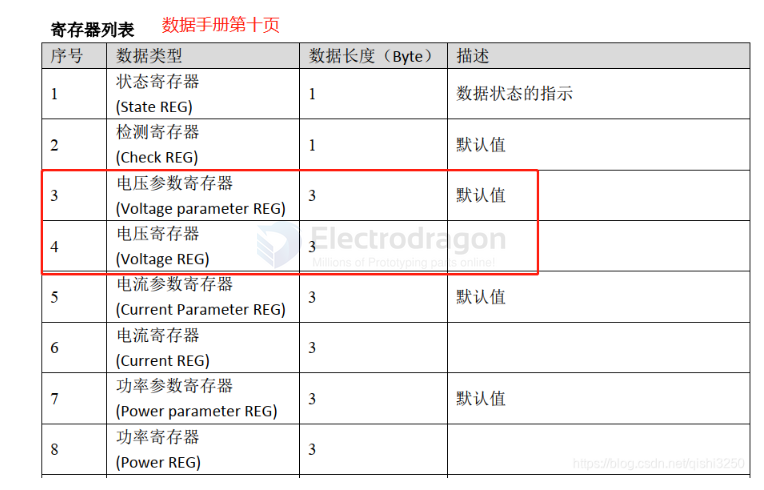 寄存器列表 数据手册第十页
序号 数据类型 数据长度（Byte） 描述
1 状态寄存器 (State REG) 1 数据状态的指示
2 检测寄存器 (Check REG) 1 默认值
3 电压参数寄存器 (Voltage parameter REG) 3 默认值
4 电压寄存器 (Voltage REG) 3
Electrodragon
Millions of Prototyping parts online!
5 电流参数寄存器 (Current Parameter REG) 3 默认值
6 电流寄存器 (Current REG) 3
7 功率参数寄存器 (Power parameter REG) 3 默认值
8 功率寄存器 (Power REG) 3
https://blog.csdn.net/qishi3250